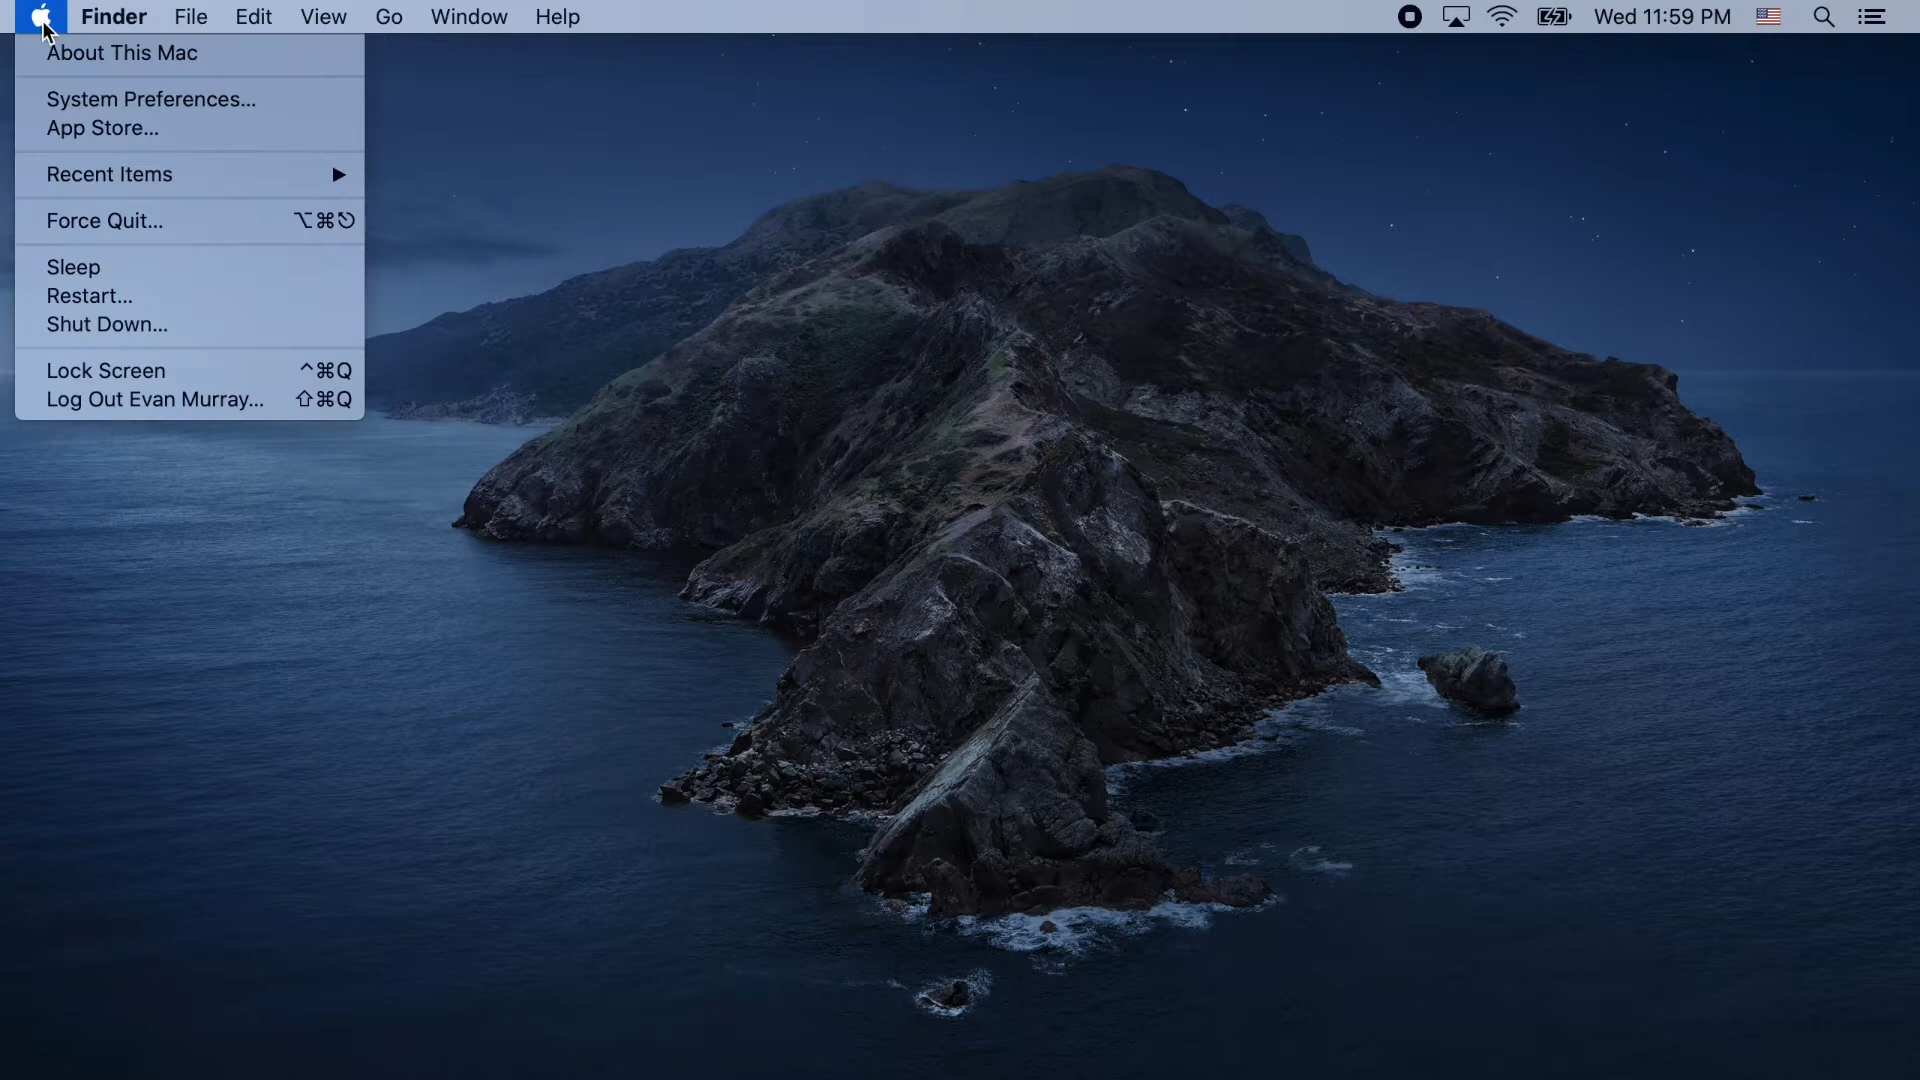 Finder File Edit View Go Window Help Wed 11:59 PM
About This Mac
System Preferences...
App Store...
Recent Items
Force Quit... ⌥⌘⎋
Sleep
Restart...
Shut Down...
Lock Screen ^⌘Q
Log Out Evan Murray... ⇧⌘Q